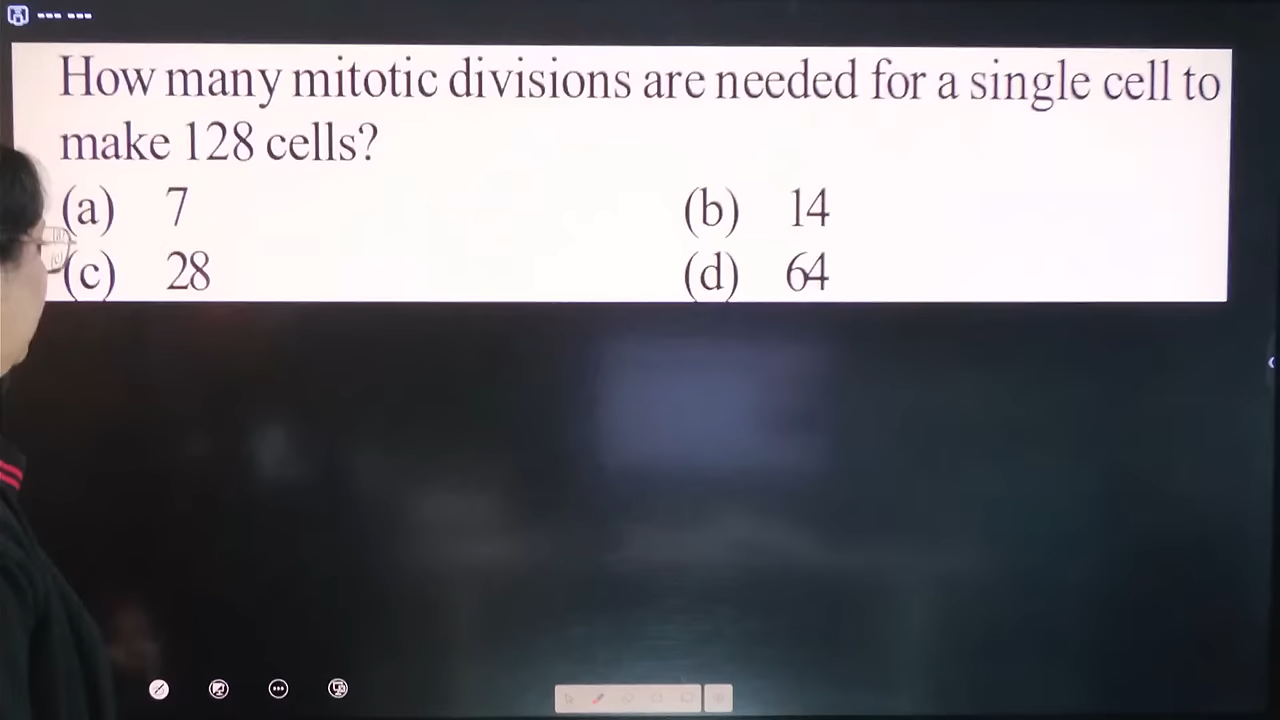 How many mitotic divisions are needed for a single cell to
make 128 cells?
(a) 7 (b) 14
(c) 28 (d) 64